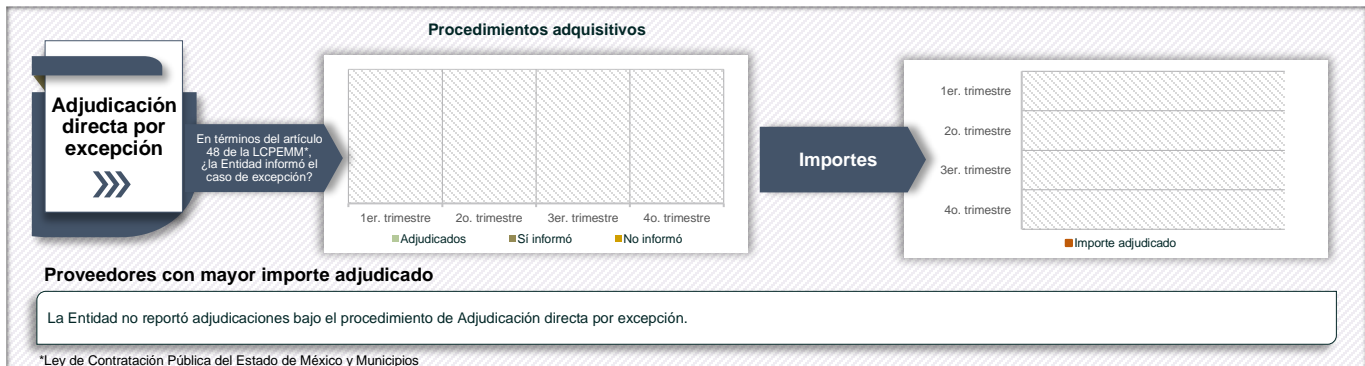 Procedimientos adquisitivos
Adjudicación
directa por
excepción
En términos del artículo
48 de la LCPEMM*,
¿la Entidad informó el
caso de excepción?
1er. trimestre 2o. trimestre 3er. trimestre 4o. trimestre
Adjudicados Sí informó No informó
Importes
1er. trimestre
2o. trimestre
3er. trimestre
4o. trimestre
Importe adjudicado
Proveedores con mayor importe adjudicado
La Entidad no reportó adjudicaciones bajo el procedimiento de Adjudicación directa por excepción.
*Ley de Contratación Pública del Estado de México y Municipios